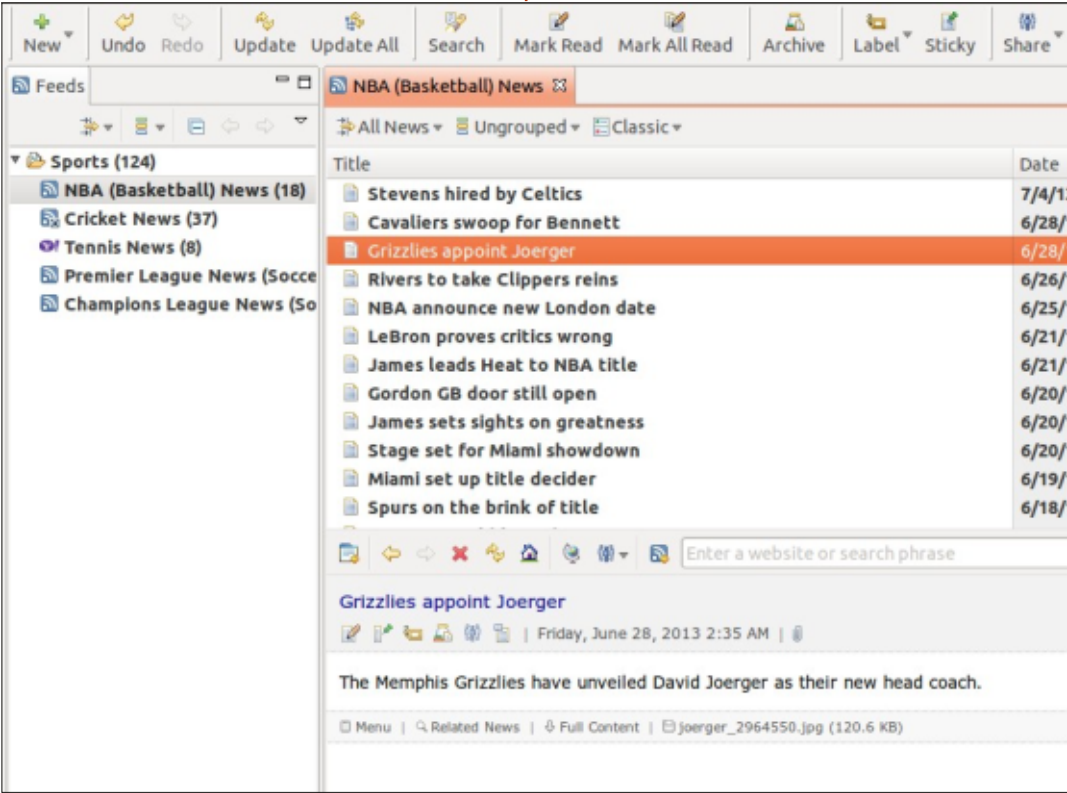 New Undo Redo Update Update All Search Mark Read Mark All Read Archive Label Sticky Share
Feeds
NBA (Basketball) News
All News Ungrouped Classic
Sports (124)
NBA (Basketball) News (18)
Cricket News (37)
Tennis News (8)
Premier League News (Socce
Champions League News (So
Title Date
Stevens hired by Celtics 7/4/1
Cavaliers swoop for Bennett 6/28/
Grizzlies appoint Joerger 6/28/
Rivers to take Clippers reins 6/26/
NBA announce new London date 6/25/
LeBron proves critics wrong 6/21/
James leads Heat to NBA title 6/21/
Gordon GB door still open 6/20/
James sets sights on greatness 6/20/
Stage set for Miami showdown 6/20/
Miami set up title decider 6/19/
Spurs on the brink of title 6/18/
Enter a website or search phrase
Grizzlies appoint Joerger
| Friday, June 28, 2013 2:35 AM |
The Memphis Grizzlies have unveiled David Joerger as their new head coach.
Menu | Related News | Full Content | joerger_2964550.jpg (120.6 KB)